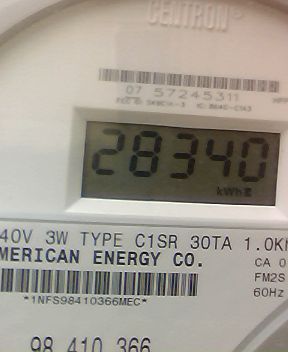 CENTRON®
07 57245311
28340
kWh
40V 3W TYPE C1SR 30TA 1.0K
MERICAN ENERGY CO.
CA 0
FM2S
*1NFS98410366MEC*
60Hz
98 410 366